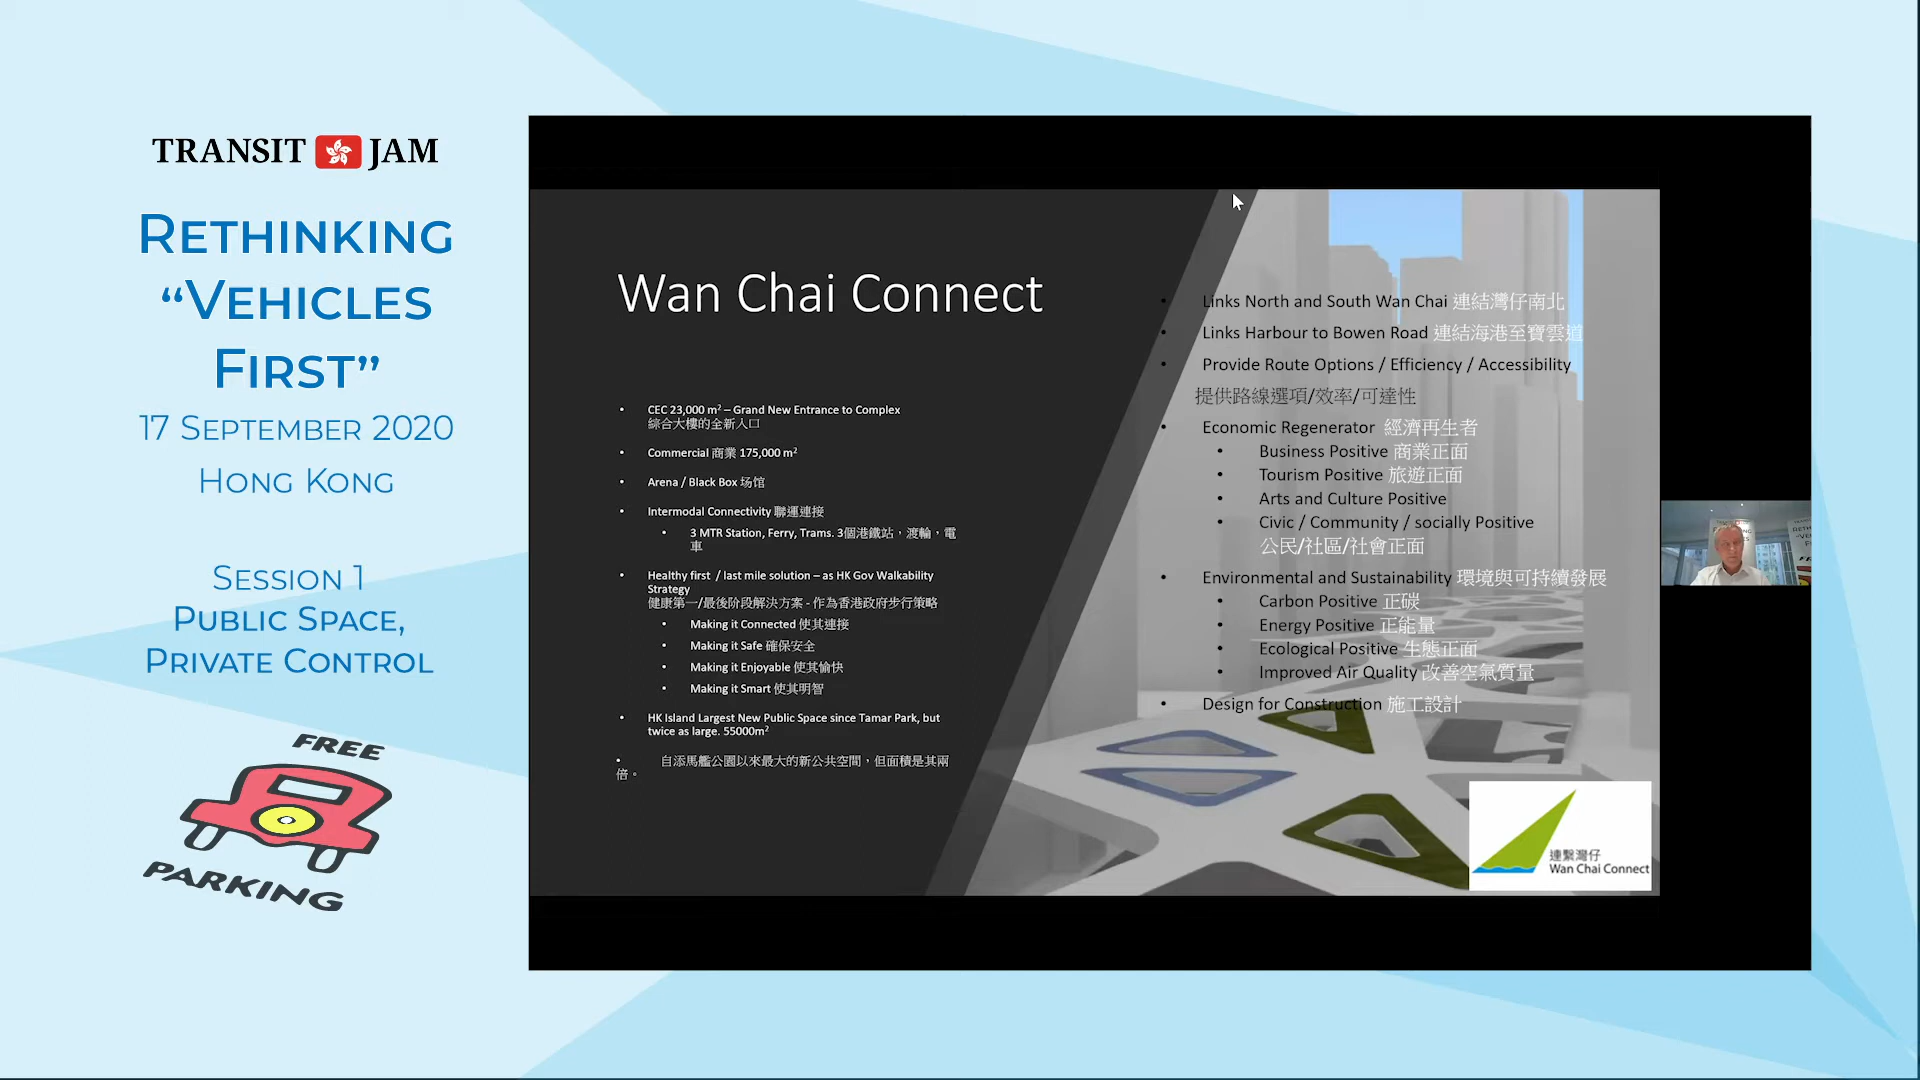 TRANSIT JAM
RETHINKING
“VEHICLES
FIRST”
17 SEPTEMBER 2020
HONG KONG
SESSION 1
PUBLIC SPACE,
PRIVATE CONTROL
FREE
PARKING
Wan Chai Connect
• CEC 23,000 m² – Grand New Entrance to Complex
綜合大樓的全新入口
• Commercial 商業 175,000 m²
• Arena / Black Box 场馆
• Intermodal Connectivity 聯運連接
• 3 MTR Station, Ferry, Trams. 3個港鐵站，渡輪，電
車
• Healthy first / last mile solution – as HK Gov Walkability
Strategy
健康第一/最後阶段解決方案 - 作為香港政府步行策略
• Making it Connected 使其連接
• Making it Safe 確保安全
• Making it Enjoyable 使其愉快
• Making it Smart 使其明智
• HK Island Largest New Public Space since Tamar Park, but
twice as large. 55000m²
• 自添馬艦公園以來最大的新公共空間，但面積是其兩
倍。
• Links North and South Wan Chai 連結灣仔南北
• Links Harbour to Bowen Road 連結海港至寶雲道
• Provide Route Options / Efficiency / Accessibility
提供路線選項/效率/可達性
• Economic Regenerator 經濟再生者
• Business Positive 商業正面
• Tourism Positive 旅遊正面
• Arts and Culture Positive
• Civic / Community / socially Positive
公民/社區/社會正面
• Environmental and Sustainability 環境與可持續發展
• Carbon Positive 正碳
• Energy Positive 正能量
• Ecological Positive 生態正面
• Improved Air Quality 改善空氣質量
• Design for Construction 施工設計
連繫灣仔
Wan Chai Connect